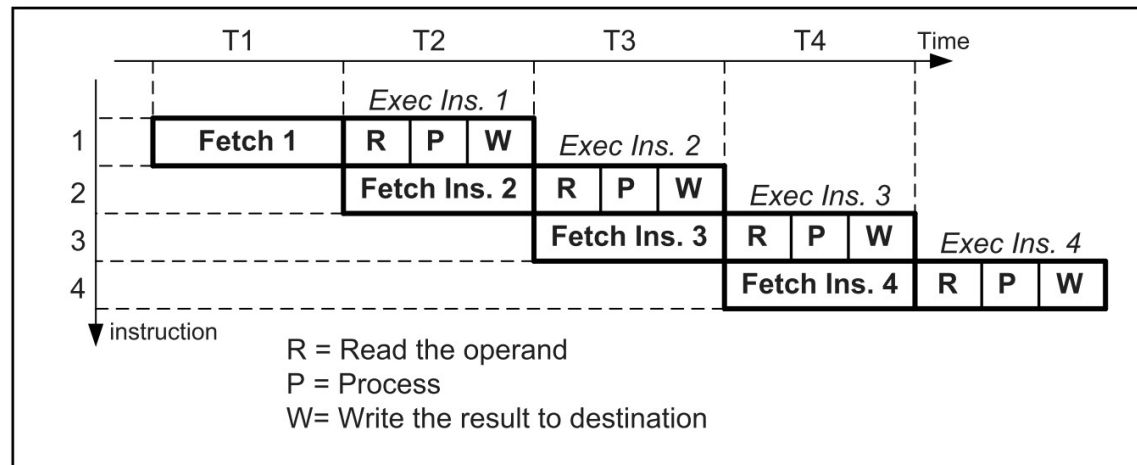 T1 T2 T3 T4 Time
Exec Ins. 1
1 Fetch 1 R P W
Exec Ins. 2
2 Fetch Ins. 2 R P W
Exec Ins. 3
3 Fetch Ins. 3 R P W
Exec Ins. 4
4 Fetch Ins. 4 R P W
instruction
R = Read the operand
P = Process
W= Write the result to destination